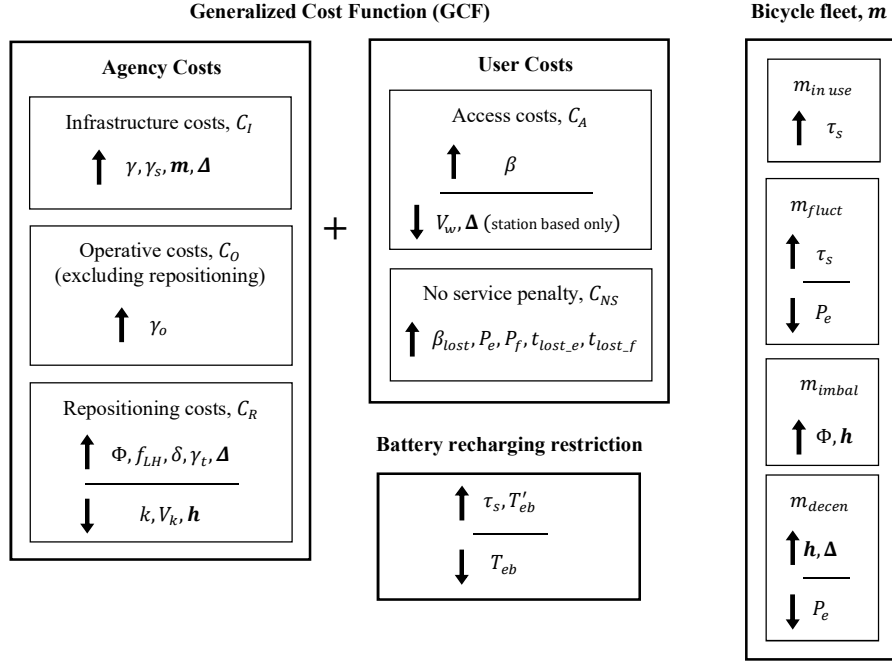 Generalized Cost Function (GCF)
Agency Costs
Infrastructure costs, C_I
γ, γ_s, m, Δ
Operative costs, C_O
(excluding repositioning)
γ_o
Repositioning costs, C_R
Φ, f_LH, δ, γ_t, Δ
k, V_k, h
+
User Costs
Access costs, C_A
β
V_w, Δ (station based only)
No service penalty, C_NS
β_lost, P_e, P_f, t_lost_e, t_lost_f
Battery recharging restriction
τ_s, T′_eb
T_eb
Bicycle fleet, m
m_in use
τ_s
m_fluct
τ_s
P_e
m_imbal
Φ, h
m_decen
h, Δ
P_e